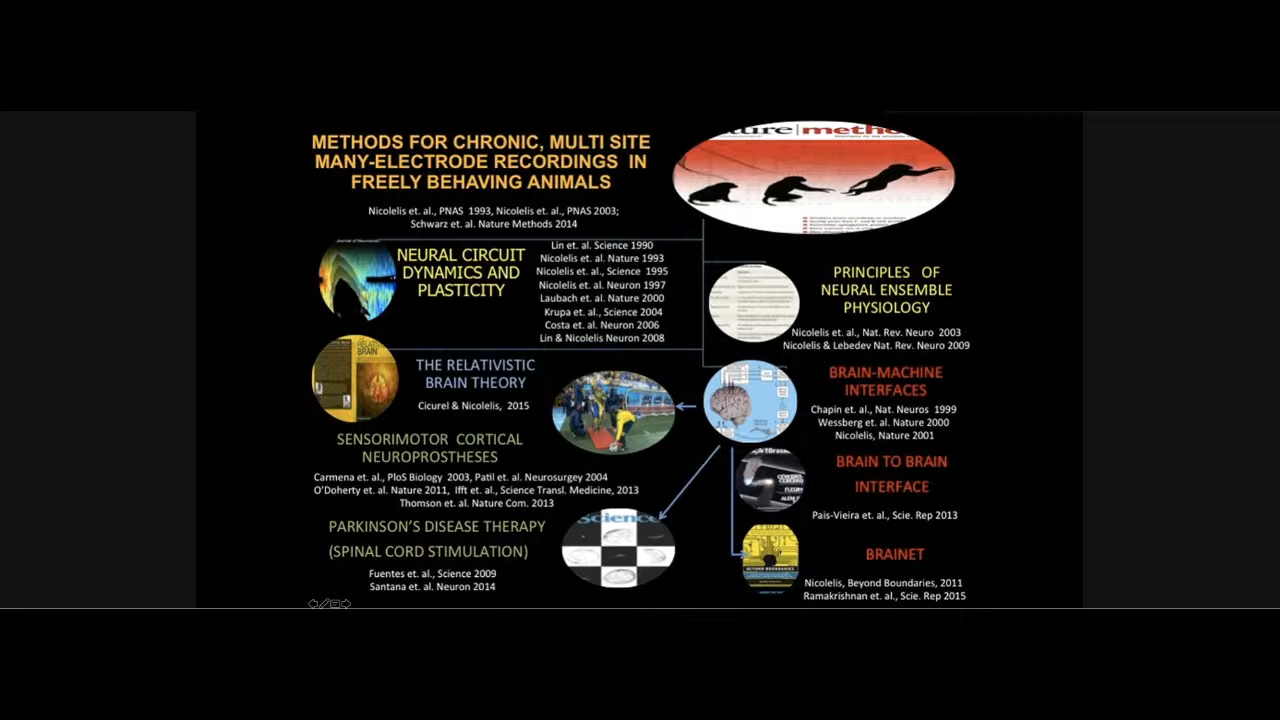 METHODS FOR CHRONIC, MULTI SITE
MANY-ELECTRODE RECORDINGS IN
FREELY BEHAVING ANIMALS
Nicolelis et. al., PNAS 1993, Nicolelis et. al., PNAS 2003;
Schwarz et. al. Nature Methods 2014
ture|metho
NEURAL CIRCUIT
DYNAMICS AND
PLASTICITY
Lin et. al. Science 1990
Nicolelis et. al. Nature 1993
Nicolelis et. al., Science 1995
Nicolelis et. al. Neuron 1997
Laubach et. al. Nature 2000
Krupa et. al., Science 2004
Costa et. al. Neuron 2006
Lin & Nicolelis Neuron 2008
PRINCIPLES OF
NEURAL ENSEMBLE
PHYSIOLOGY
Nicolelis et. al., Nat. Rev. Neuro 2003
Nicolelis & Lebedev Nat. Rev. Neuro 2009
BRAIN
THE RELATIVISTIC
BRAIN THEORY
Cicurel & Nicolelis, 2015
BRAIN-MACHINE
INTERFACES
Chapin et. al., Nat. Neuros 1999
Wessberg et. al. Nature 2000
Nicolelis, Nature 2001
SENSORIMOTOR CORTICAL
NEUROPROSTHESES
Carmena et. al., PloS Biology 2003, Patil et. al. Neurosurgey 2004
O'Doherty et. al. Nature 2011, Ifft et. al., Science Transl. Medicine, 2013
Thomson et. al. Nature Com. 2013
BRAIN TO BRAIN
INTERFACE
Pais-Vieira et. al., Scie. Rep 2013
PARKINSON'S DISEASE THERAPY
(SPINAL CORD STIMULATION)
Fuentes et. al., Science 2009
Santana et. al. Neuron 2014
Science
BEYOND BOUNDARIES
BRAINET
Nicolelis, Beyond Boundaries, 2011
Ramakrishnan et. al., Scie. Rep 2015